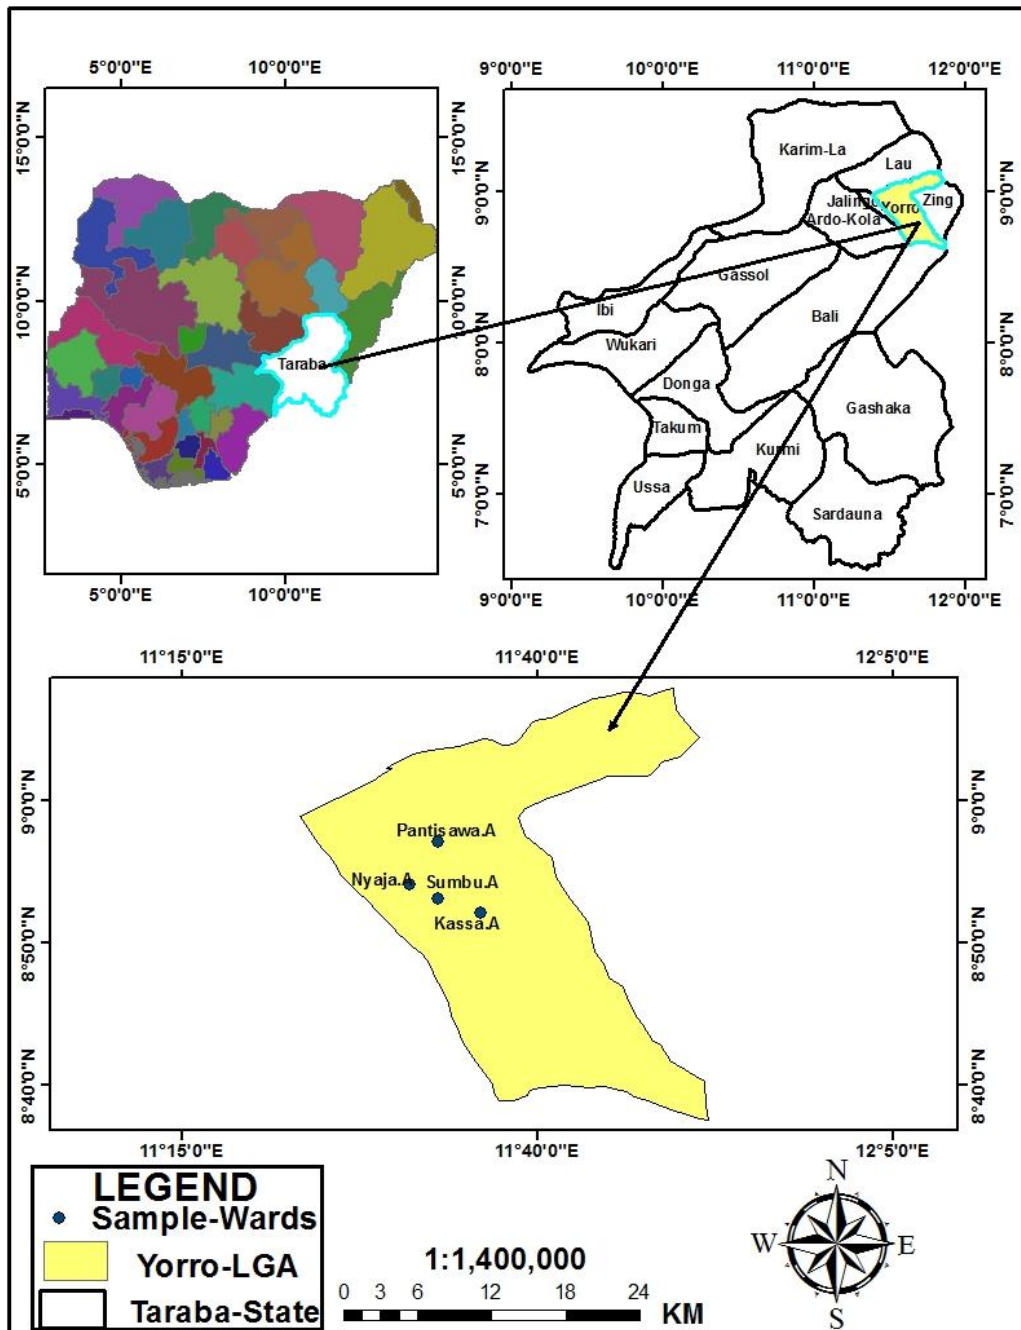 5°0'0"E 10°0'0"E
15°0'0"N
10°0'0"N
5°0'0"N
Taraba
15°0'0"N
10°0'0"N
5°0'0"N
5°0'0"E 10°0'0"E
9°0'0"E 10°0'0"E 11°0'0"E 12°0'0"E
9°0'0"N
8°0'0"N
7°0'0"N
Karim-La
Lau
Jalingo
Yorro
Zing
Ardo-Kola
Gassol
Ibi
Bali
Wukari
Donga
Gashaka
Takum
Kurmi
Ussa
Sardauna
9°0'0"N
8°0'0"N
7°0'0"N
9°0'0"E 10°0'0"E 11°0'0"E 12°0'0"E
11°15'0"E 11°40'0"E 12°5'0"E
9°0'0"N
8°50'0"N
8°40'0"N
Pantisawa.A
Nyaja.A Sumbu.A
Kassa.A
9°0'0"N
8°50'0"N
8°40'0"N
11°15'0"E 11°40'0"E 12°5'0"E
LEGEND
Sample-Wards
Yorro-LGA
Taraba-State
1:1,400,000
0 3 6 12 18 24
KM
N
W E
S